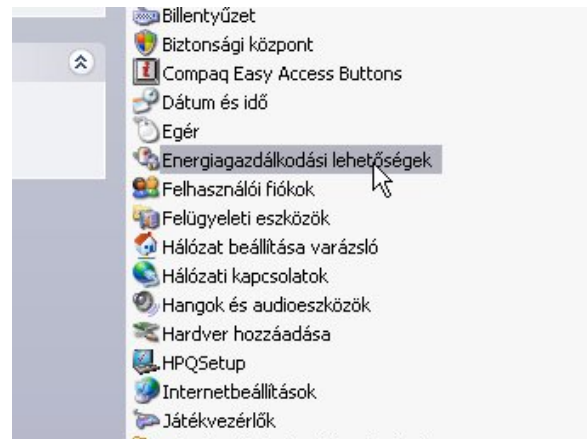 Billentyűzet
Biztonsági központ
Compaq Easy Access Buttons
Dátum és idő
Egér
Energiagazdálkodási lehetőségek
Felhasználói fiókok
Felügyeleti eszközök
Hálózat beállítása varázsló
Hálózati kapcsolatok
Hangok és audioeszközök
Hardver hozzáadása
HPQSetup
Internetbeállítások
Játékvezérlők